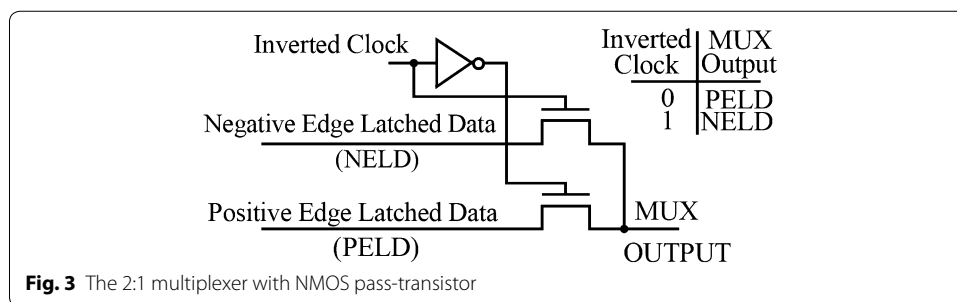 Inverted Clock
Inverted MUX
Clock Output
0 PELD
1 NELD
Negative Edge Latched Data
(NELD)
Positive Edge Latched Data
(PELD)
MUX
OUTPUT
Fig. 3 The 2:1 multiplexer with NMOS pass-transistor